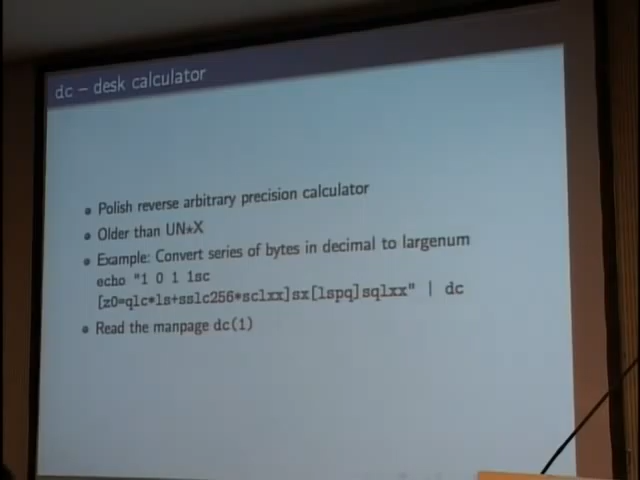 dc – desk calculator
Polish reverse arbitrary precision calculator
Older than UN*X
Example: Convert series of bytes in decimal to largenum
echo "1 0 1 1sc
[z0=qlc*ls+sslc256*sclxx]sx[lspq]sqlxx" | dc
Read the manpage dc(1)